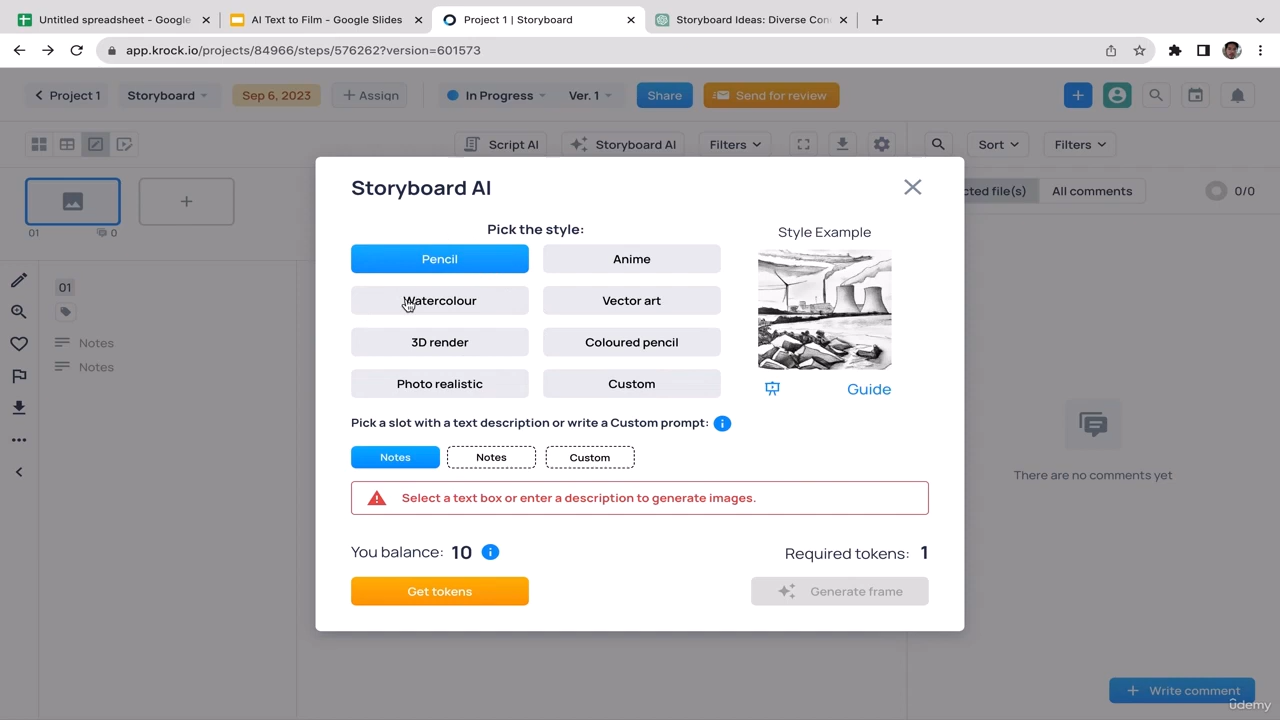 Untitled spreadsheet - Google
AI Text to Film - Google Slides
Project 1 | Storyboard
Storyboard Ideas: Diverse Con
app.krock.io/projects/84966/steps/576262?version=601573
Project 1
Storyboard
Sep 6, 2023
Assign
In Progress
Ver. 1
Share
Send for review
Script AI
Storyboard AI
Filters
Sort
Filters
01
0
cted file(s)
All comments
0/0
01
Notes
Notes
Storyboard AI
Pick the style:
Style Example
Pencil
Anime
Watercolour
Vector art
3D render
Coloured pencil
Photo realistic
Custom
Guide
Pick a slot with a text description or write a Custom prompt:
Notes
Notes
Custom
Select a text box or enter a description to generate images.
You balance: 10
Required tokens: 1
Get tokens
Generate frame
There are no comments yet
Write comment
ûdemy